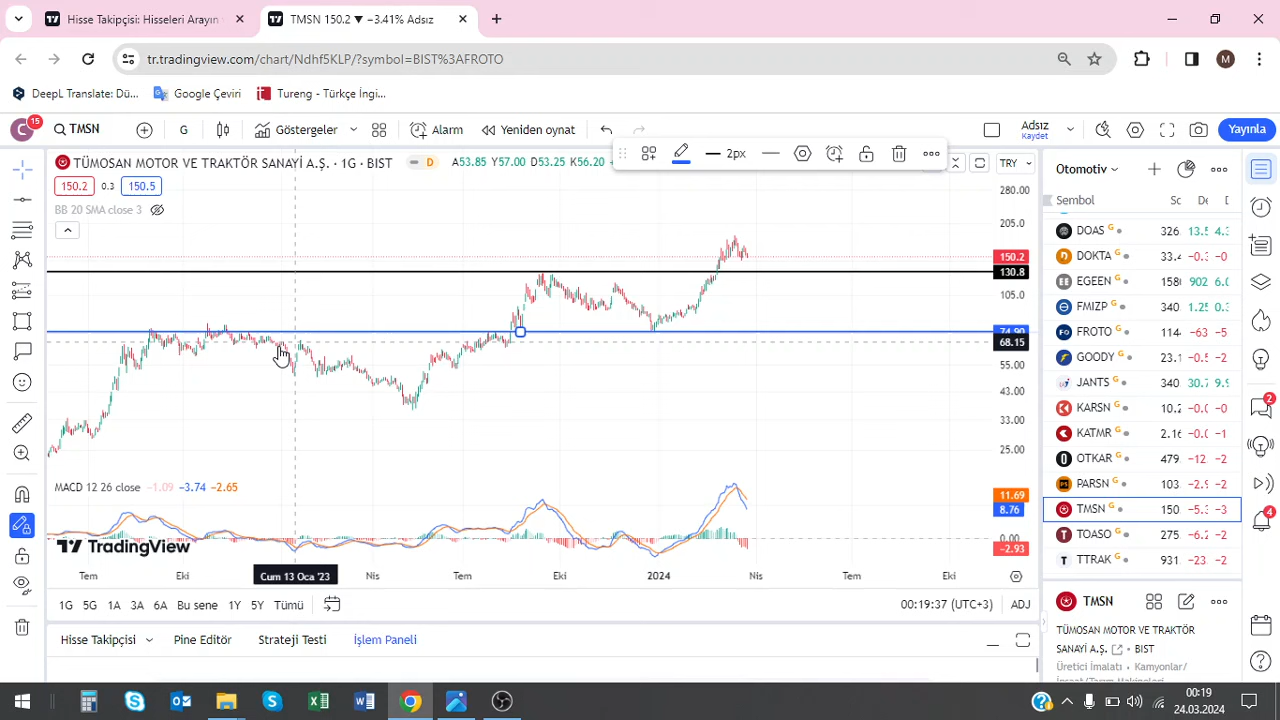 Hisse Takipçisi: Hisseleri Arayın
TMSN 150.2 ▼ −3.41% Adsız
tr.tradingview.com/chart/Ndhf5KLP/?symbol=BIST%3AFROTO
M
DeepL Translate: Dü...
Google Çeviri
Tureng - Türkçe İngi...
C 15
TMSN
G
Göstergeler
Alarm
Yeniden oynat
Adsız
Kaydet
Yayınla
TÜMOSAN MOTOR VE TRAKTÖR SANAYİ A.Ş. · 1G · BIST
D
A53.85 Y57.00 D53.25 K56.20
2px
TRY
150.2
0.3
150.5
BB 20 SMA close 3
280.00
205.0
150.2
130.8
105.0
74.90
68.15
55.00
43.00
33.00
25.00
MACD 12 26 close −1.09 −3.74 −2.65
11.69
8.76
0.00
−2.93
TradingView
Tem
Eki
Cum 13 Oca '23
Nis
Tem
Eki
2024
Nis
Tem
Eki
1G 5G 1A 3A 6A Bu sene 1Y 5Y Tümü
00:19:37 (UTC+3)
ADJ
Hisse Takipçisi
Pine Editör
Strateji Testi
İşlem Paneli
Otomotiv
Sembol
DOAS G 326. 13.5 4.3
DOKTA G 33.4 −0.3 −0
EGEEN G 1580 902 6.0
FMIZP G 340 1.25 0.3
FROTO G 1144 −63 −5
GOODY G 23.1 −0.5 −2
JANTS G 340 30.7 9.9
KARSN G 10.2 −0.0 −0
KATMR G 2.16 −0.0 −1
OTKAR G 479. −12. −2
PARSN G 103. −2.9 −2
TMSN G 150 −5.3 −3
TOASO G 275 −6.2 −2
TTRAK G 931. −23 −2
TMSN
TÜMOSAN MOTOR VE TRAKTÖR
SANAYİ A.Ş. BIST
Üretici İmalatı · Kamyonlar/
2
4
00:19
24.03.2024